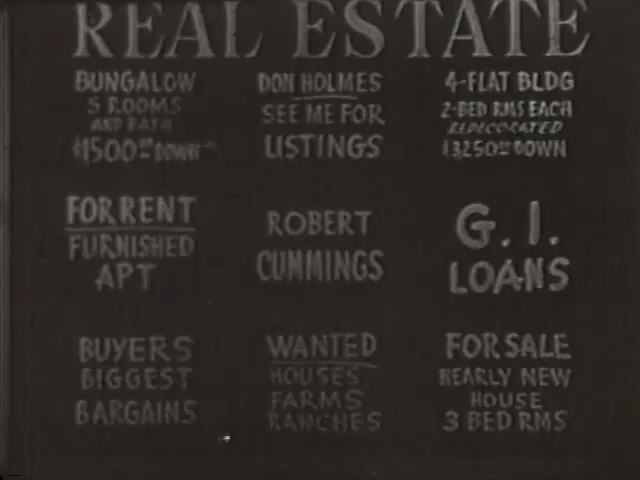 REAL ESTATE
BUNGALOW
5 ROOMS
AND BATH
$1500.00 DOWN
DON HOLMES
SEE ME FOR
LISTINGS
4-FLAT BLDG
2-BED RMS EACH
REDECORATED
$3250.00 DOWN
FOR RENT
FURNISHED
APT
ROBERT
CUMMINGS
G. I.
LOANS
BUYERS
BIGGEST
BARGAINS
WANTED
HOUSES
FARMS
RANCHES
FOR SALE
NEARLY NEW
HOUSE
3 BED RMS